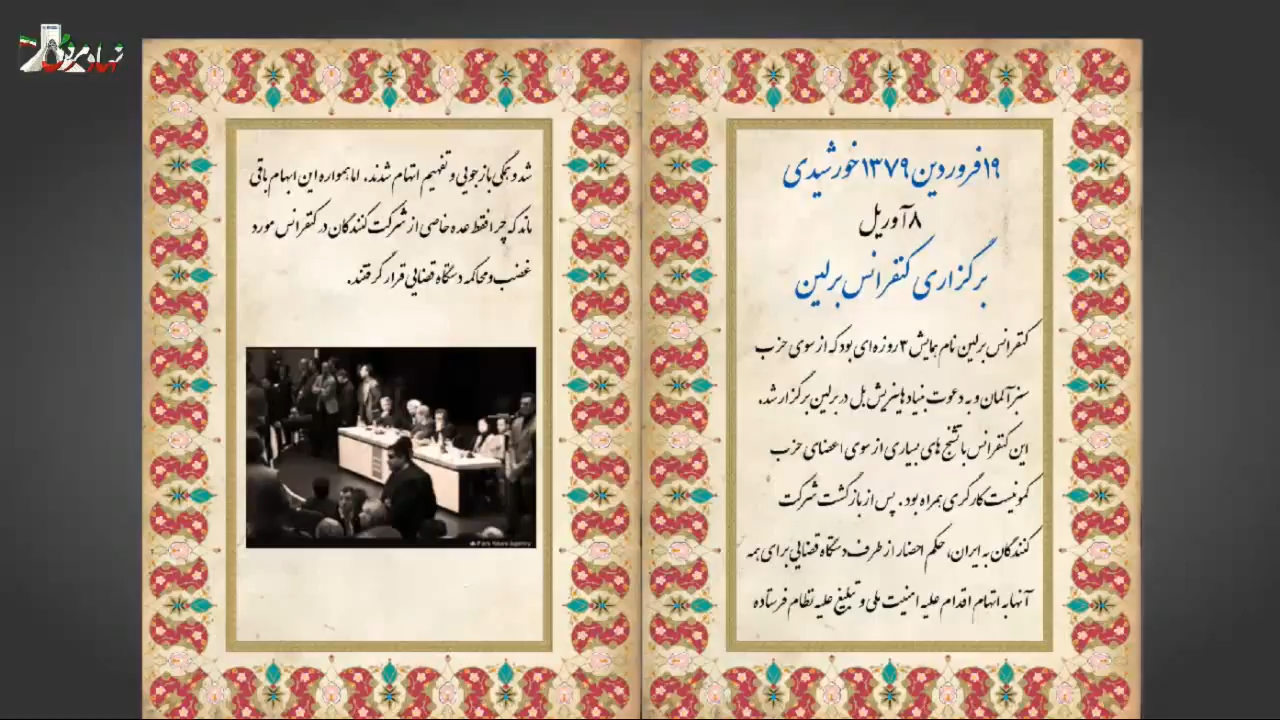 ۱۹فروردین ۱۳۷۹خورشیدی
۸ آوریل
برگزاری کنفرانس برلین
کنفرانس برلین نام همایش ۳ روزه‌ای بود که از سوی حزب
سبز آلمان و به دعوت بنیاد هاینریش بل در برلین برگزار شد.
این کنفرانس با تشنج های بسیاری از سوی اعضای حزب
کمونیست کارگری همراه بود. پس از بازگشت شرکت
کنندگان به ایران، حکم احضار از طرف دستگاه قضایی برای همه
آنها به اتهام اقدام علیه امنیت ملی و تبلیغ علیه نظام فرستاده
شد و همگی بازجویی و تفهیم اتهام شدند. اما همواره این ابهام باقی
ماند که چرا فقط عده خاصی از شرکت کنندگان در کنفرانس مورد
غضب و محاکمه دستگاه قضایی قرار گرفتند.
Fars News Agency